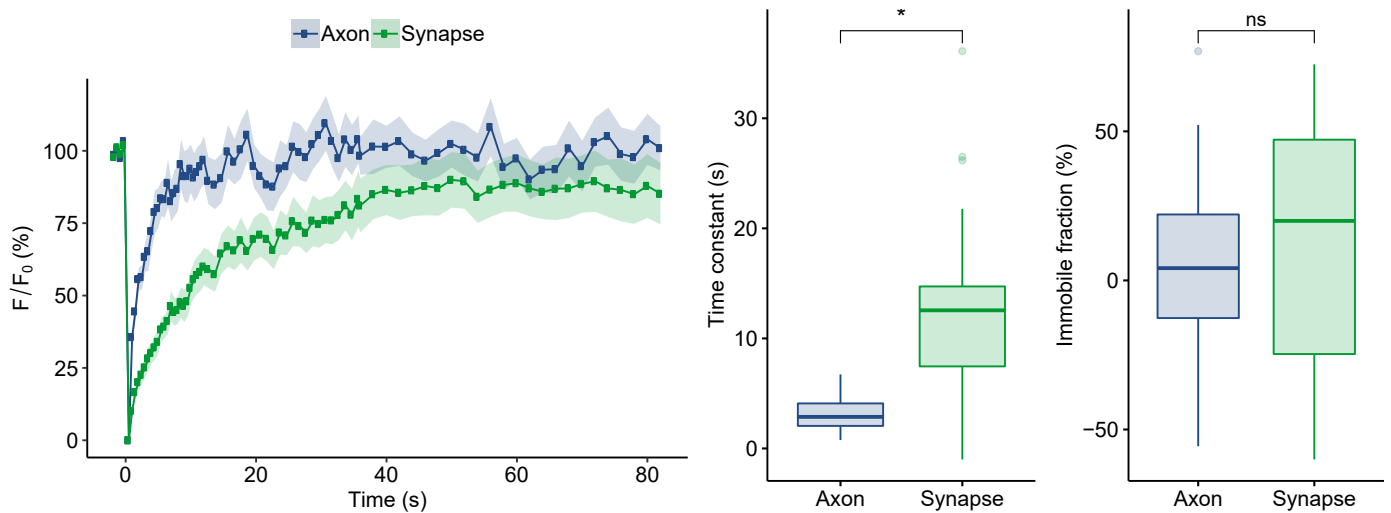 Axon Synapse
F/F₀ (%)
100
75
50
25
0
0 20 40 60 80
Time (s)
*
Time constant (s)
30
20
10
0
Axon Synapse
ns
Immobile fraction (%)
50
0
−50
Axon Synapse